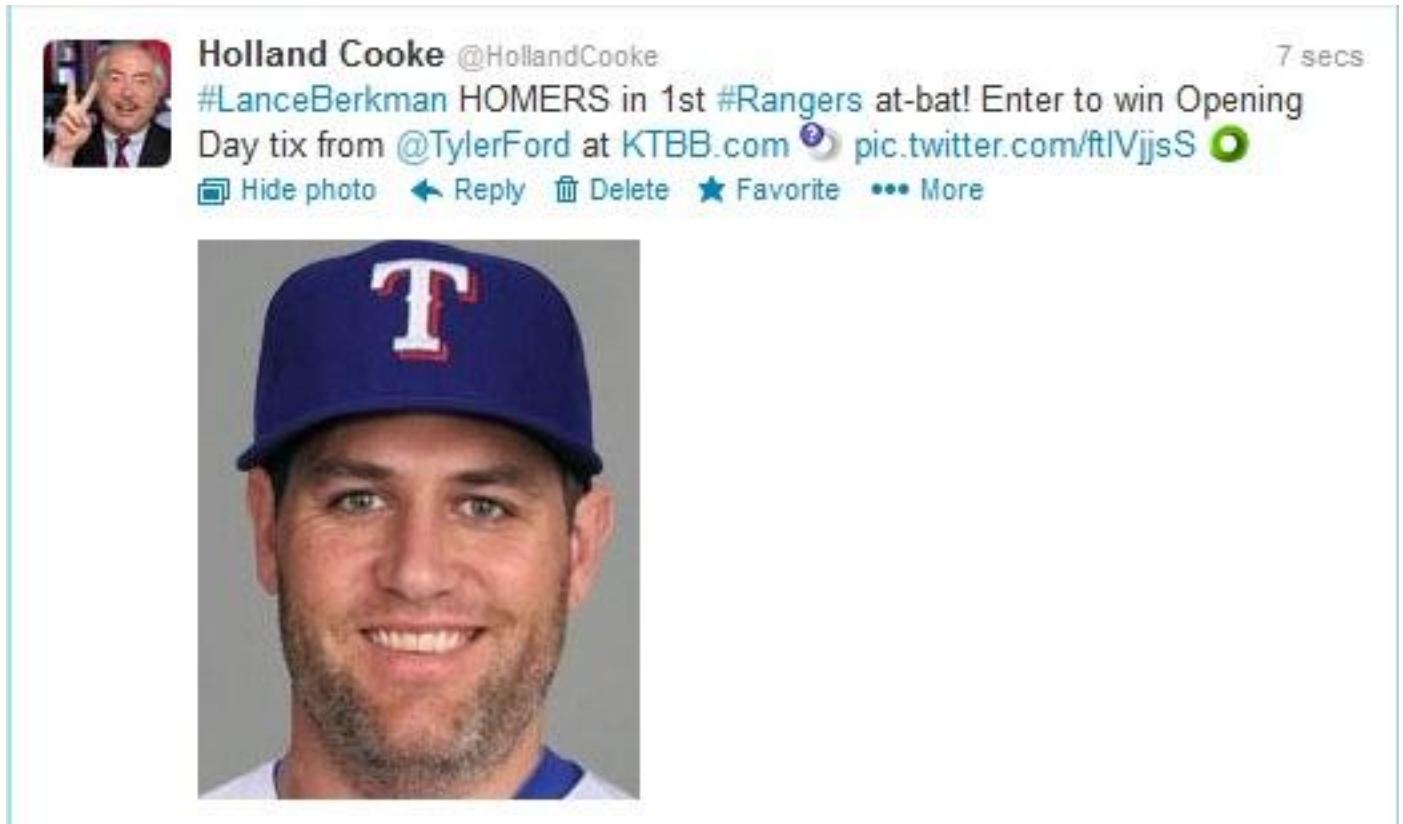 Holland Cooke @HollandCooke 7 secs
#LanceBerkman HOMERS in 1st #Rangers at-bat! Enter to win Opening
Day tix from @TylerFord at KTBB.com pic.twitter.com/ftIVjjsS
Hide photo Reply Delete Favorite More
T